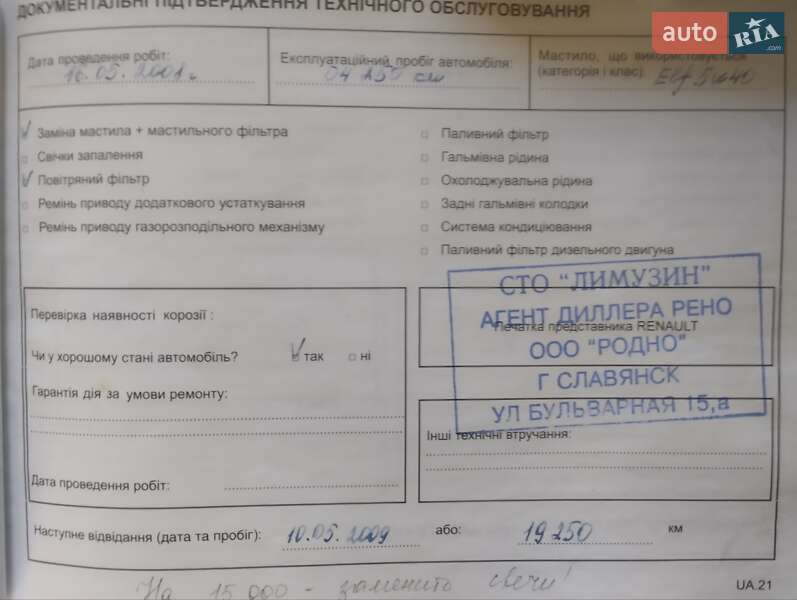 ДОКУМЕНТАЛЬНІ ПІДТВЕРДЖЕННЯ ТЕХНІЧНОГО ОБСЛУГОВУВАННЯ
auto RIA.com
Дата проведення робіт:
Експлуатаційний пробіг автомобіля:
Мастило, що використовується
(категорія і клас):
Elf 5w40
Заміна мастила + мастильного фільтра
Свічки запалення
Повітряний фільтр
Ремінь приводу додаткового устаткування
Ремінь приводу газорозподільного механізму
Паливний фільтр
Гальмівна рідина
Охолоджувальна рідина
Задні гальмівні колодки
Система кондиціювання
Паливний фільтр дизельного двигуна
СТО "ЛИМУЗИН"
АГЕНТ ДИЛЛЕРА РЕНО
Печатка представника RENAULT
ООО "РОДНО"
Г СЛАВЯНСК
УЛ БУЛЬВАРНАЯ 15,а
Перевірка наявності корозії :
Чи у хорошому стані автомобіль? так ні
Гарантія дія за умови ремонту:
Дата проведення робіт:
Інші технічні втручання:
Наступне відвідання (дата та пробіг): 10.05.2009 або: 19 250 км
На 15 000 - заменить свечи!
UA.21